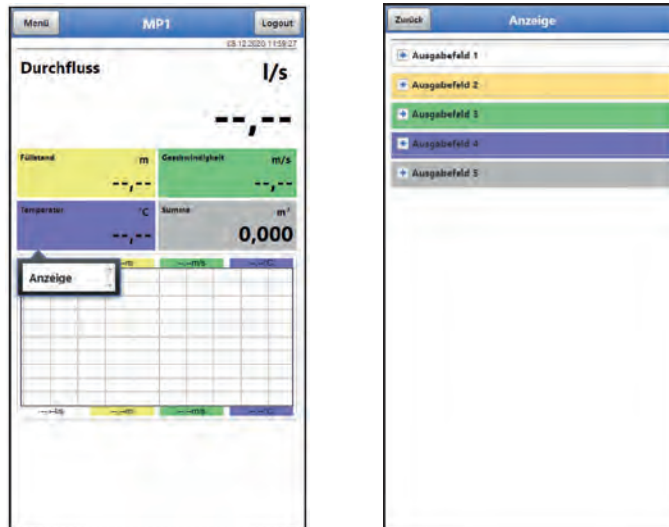 Menü MP1 Logout
03.12.2020 11:59:27
Durchfluss l/s
--,--
Füllstand m Geschwindigkeit m/s
--,-- --,--
Temperatur °C Summe m³
--,-- 0,000
Anzeige
--,--m --,--m/s --,--°C
--,--l/s --,--m --,--m/s --,--°C
Zurück Anzeige
Ausgabefeld 1
Ausgabefeld 2
Ausgabefeld 3
Ausgabefeld 4
Ausgabefeld 5